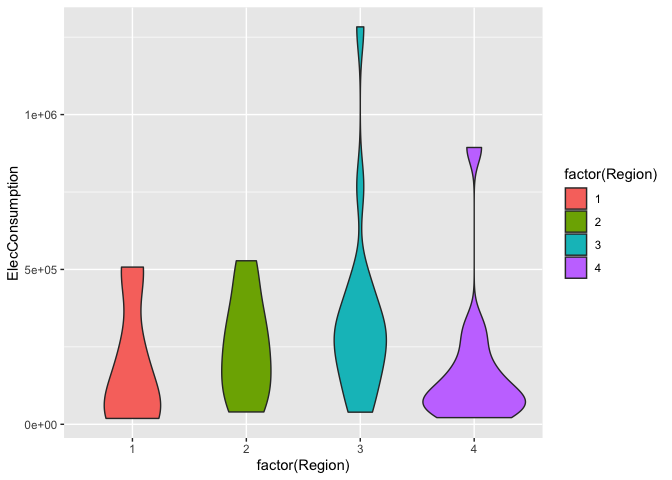 1e+06
5e+05
0e+00
ElecConsumption
1 2 3 4
factor(Region)
factor(Region)
1
2
3
4